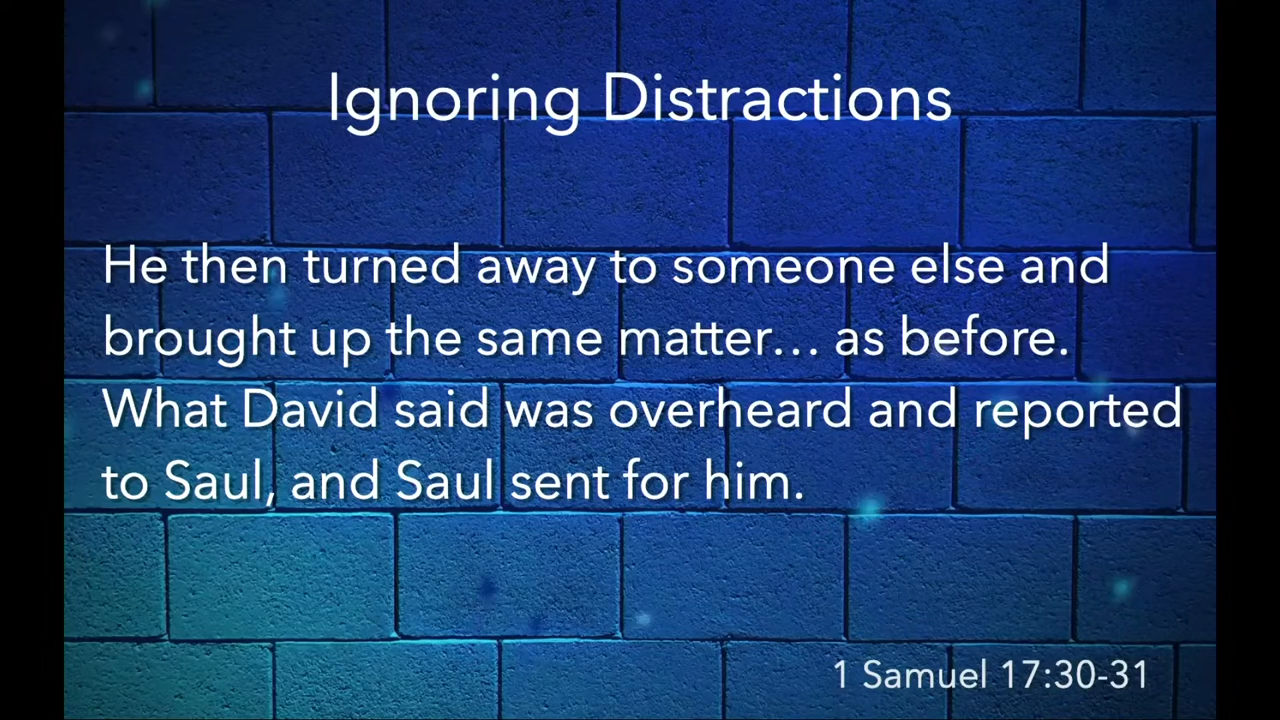 Ignoring Distractions
He then turned away to someone else and
brought up the same matter… as before.
What David said was overheard and reported
to Saul, and Saul sent for him.
1 Samuel 17:30-31